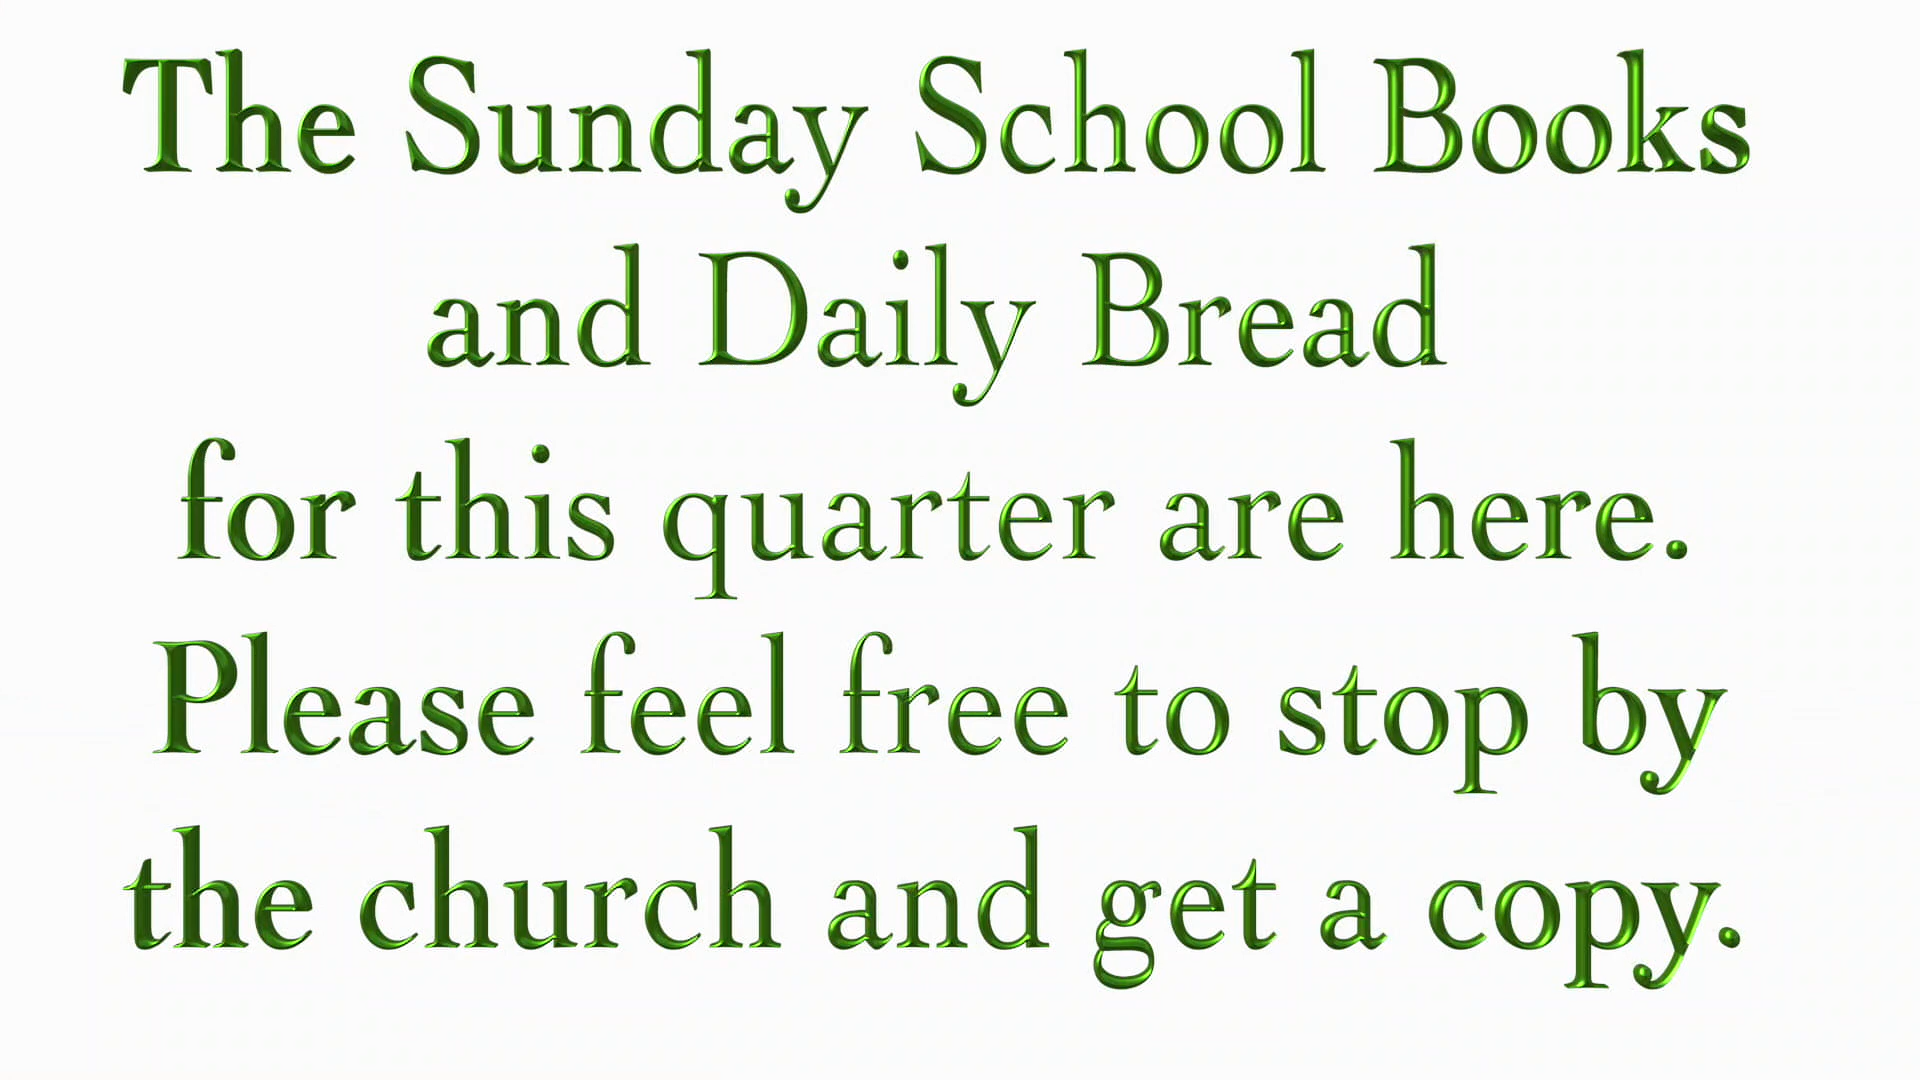 The Sunday School Books
and Daily Bread
for this quarter are here.
Please feel free to stop by
the church and get a copy.